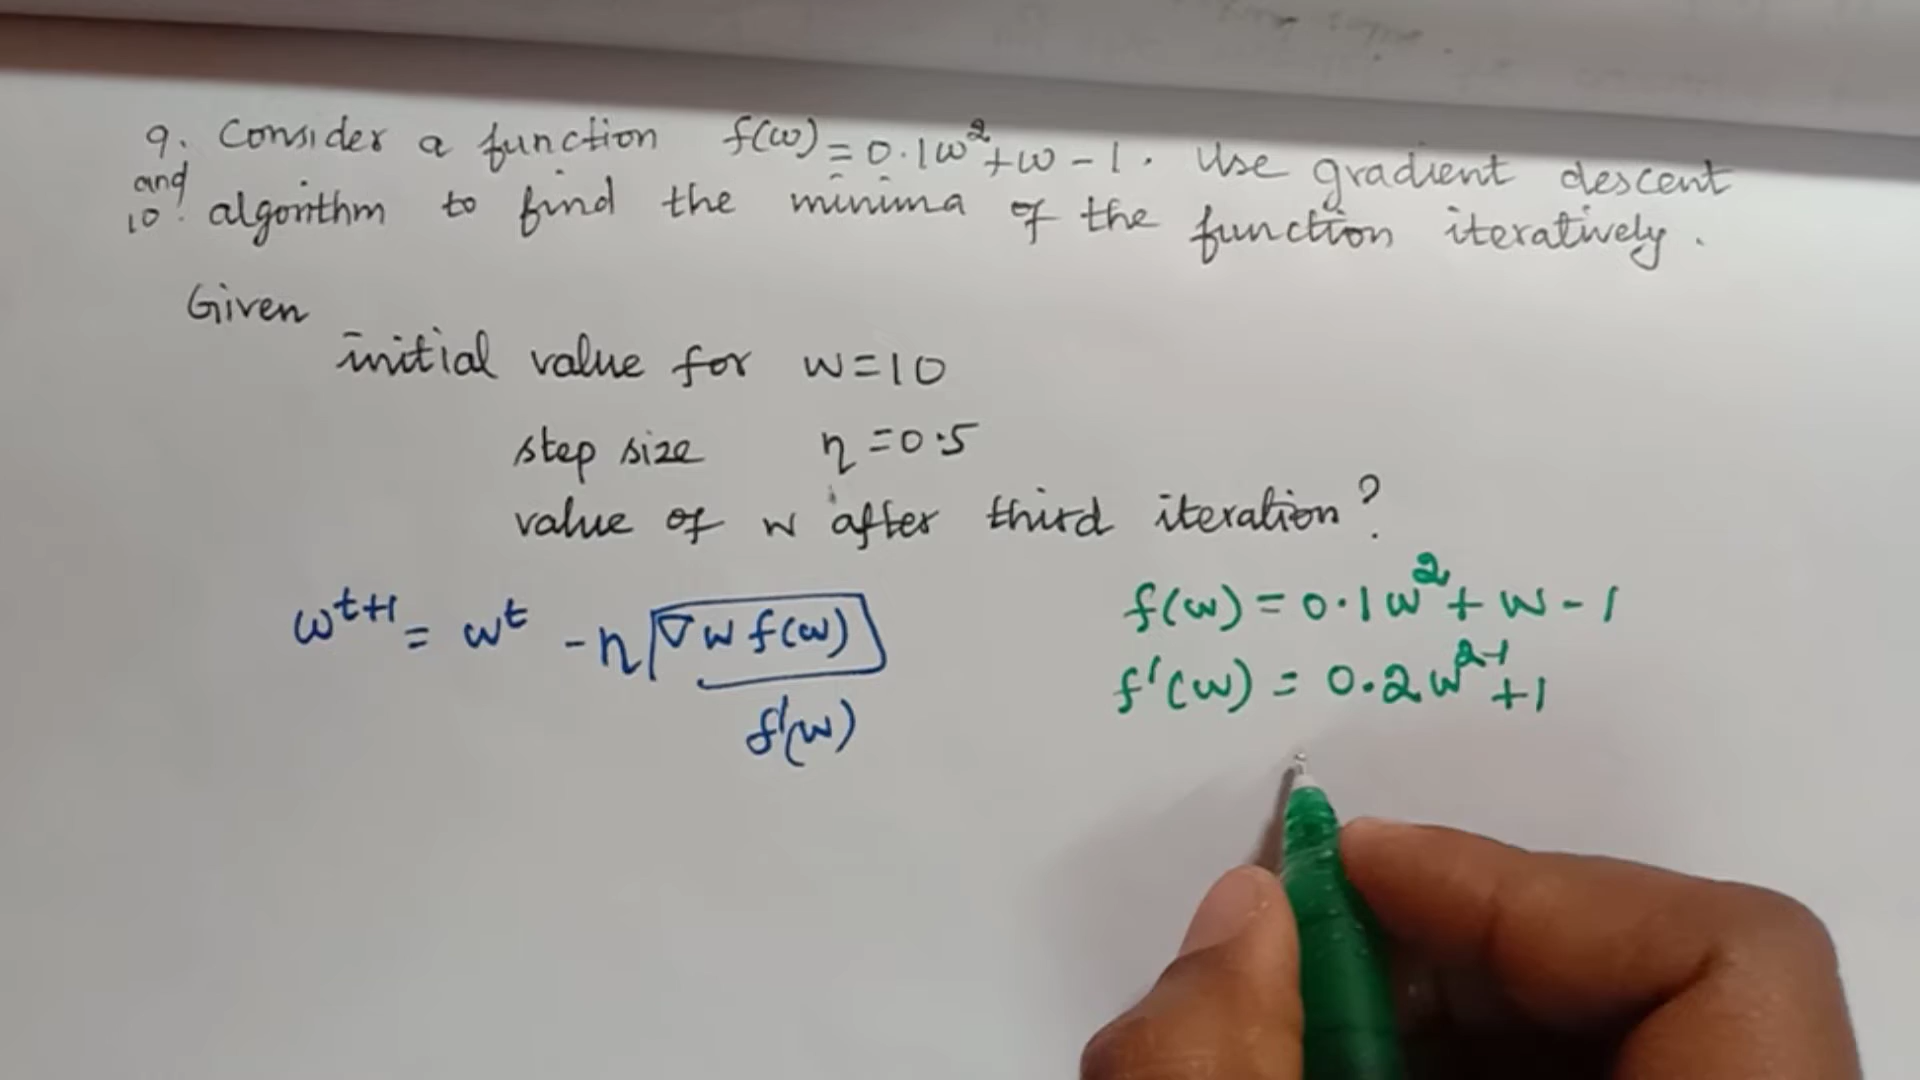 9. Consider a function f(w) = 0.1w²+w-1. Use gradient descent
and
10. algorithm to find the minima of the function iteratively.
Given
initial value for w=10
step size η=0.5
value of w after third iteration?
w^{t+1} = w^t - η ∇w f(w)
f'(w)
f(w) = 0.1w²+w-1
f'(w) = 0.2w^{2-1}+1